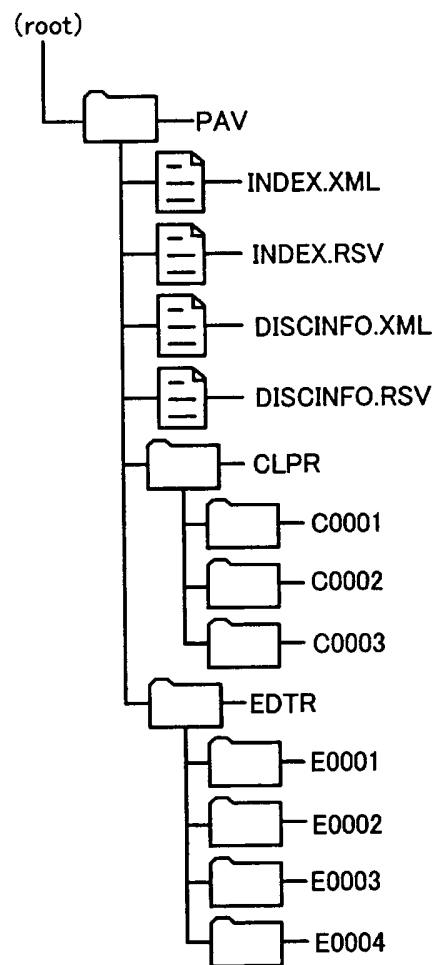 (root)
PAV
INDEX.XML
INDEX.RSV
DISCINFO.XML
DISCINFO.RSV
CLPR
C0001
C0002
C0003
EDTR
E0001
E0002
E0003
E0004